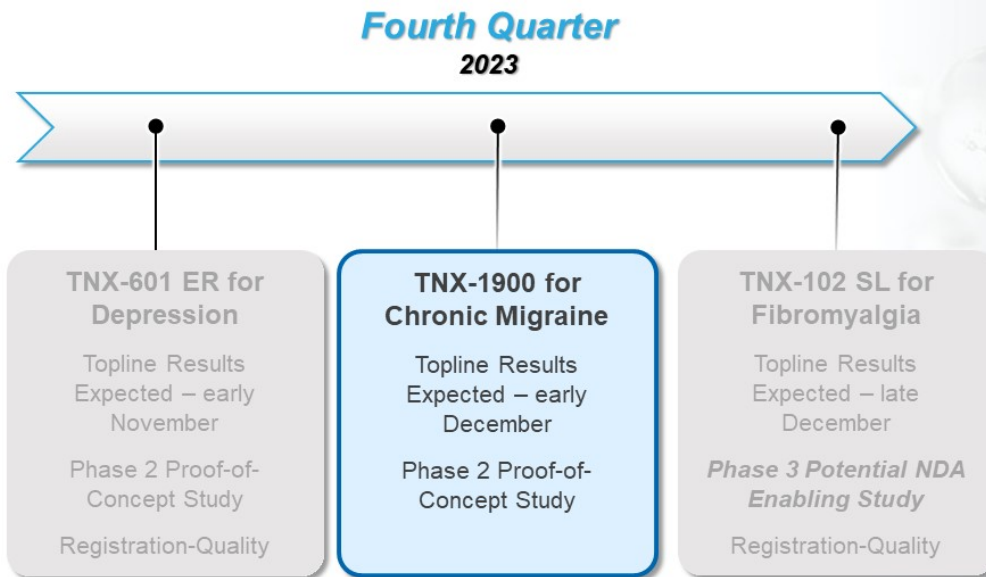 Fourth Quarter
2023
TNX-601 ER for
Depression
Topline Results
Expected – early
November
Phase 2 Proof-of-
Concept Study
Registration-Quality
TNX-1900 for
Chronic Migraine
Topline Results
Expected – early
December
Phase 2 Proof-of-
Concept Study
TNX-102 SL for
Fibromyalgia
Topline Results
Expected – late
December
Phase 3 Potential NDA
Enabling Study
Registration-Quality